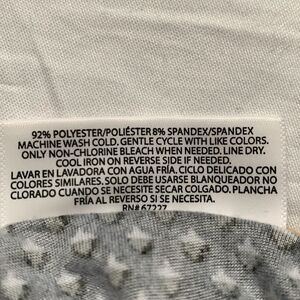 92% POLYESTER/POLIÉSTER 8% SPANDEX/SPANDEX
MACHINE WASH COLD. GENTLE CYCLE WITH LIKE COLORS.
ONLY NON-CHLORINE BLEACH WHEN NEEDED. LINE DRY.
COOL IRON ON REVERSE SIDE IF NEEDED.
LAVAR EN LAVADORA CON AGUA FRIA. CICLO DELICADO CON
COLORES SIMILARES. SOLO DEBE USARSE BLANQUEADOR NO
CLORADO CUANDO SE NECESITE SECAR COLGADO. PLANCHA
FRÍA AL REVERSO SI SE NECESITA.
RN# 67227